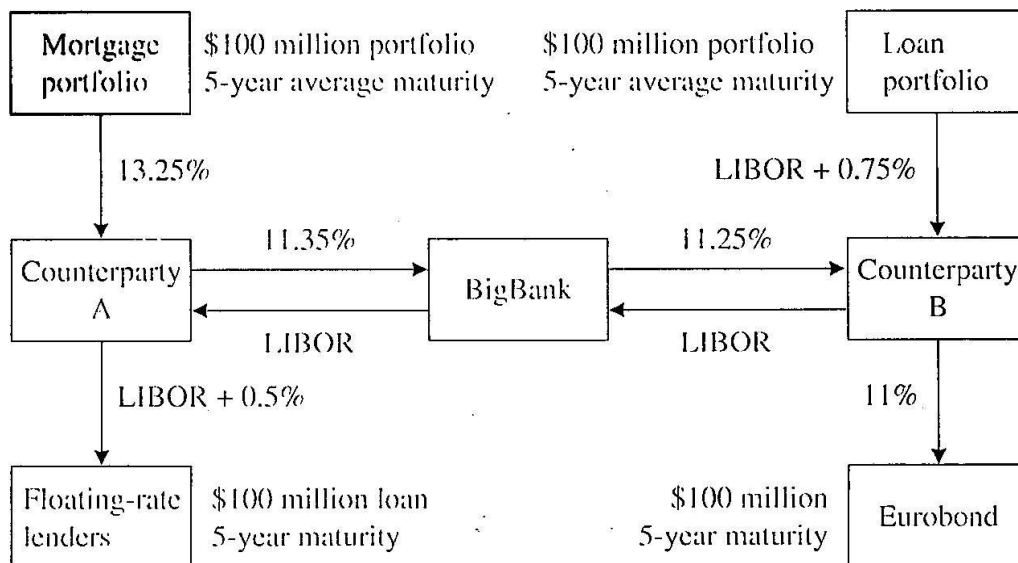 Mortgage
portfolio
$100 million portfolio
5-year average maturity
$100 million portfolio
5-year average maturity
Loan
portfolio
13.25%
LIBOR + 0.75%
Counterparty
A
11.35%
LIBOR
BigBank
11.25%
LIBOR
Counterparty
B
LIBOR + 0.5%
11%
Floating-rate
lenders
$100 million loan
5-year maturity
$100 million
5-year maturity
Eurobond